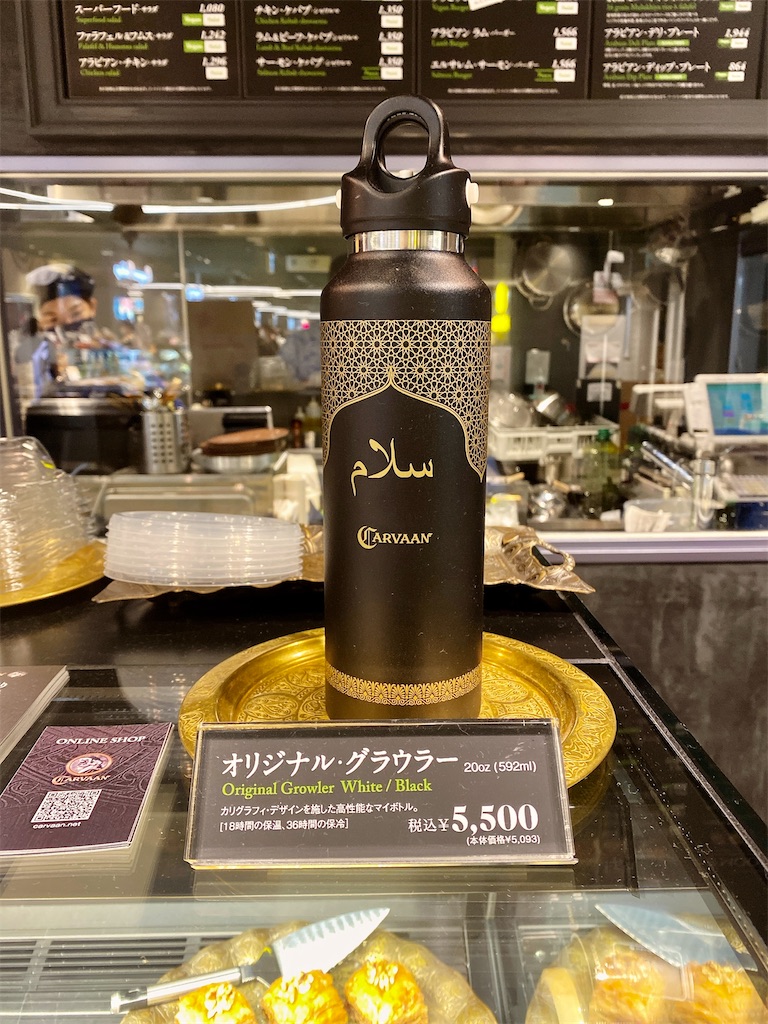 スーパーフード サラダ 1,080
Superfood salad
ファラフェル&フムス・サラダ 1,242
Falafel & Hummus salad
アラビアン・チキン・サラダ 1,296
Chicken salad
チキン・ケバブ 1,350
Chicken Kebab shawarma
ラム&ビーフ・ケバブ 1,350
Lamb & Beef Kebab shawarma
サーモン・ケバブ 1,350
Salmon Kebab shawarma
アラビアン ラム・バーガー 1,566
Lamb Burger
エルサレム・サーモン・バーガー 1,566
Salmon Burger
アラビアン・デリ・プレート 1,944
Arabian Deli Plate
アラビアン・ディップ・プレート 864
Arabian Dip Plate
سلام
CARVAAN
ONLINE SHOP
CARVAAN
carvaan.net
オリジナル・グラウラー 20oz (592ml)
Original Growler White / Black
カリグラフィ・デザインを施した高性能なマイボトル。
[18時間の保温、36時間の保冷] 税込¥5,500
(本体価格¥5,093)